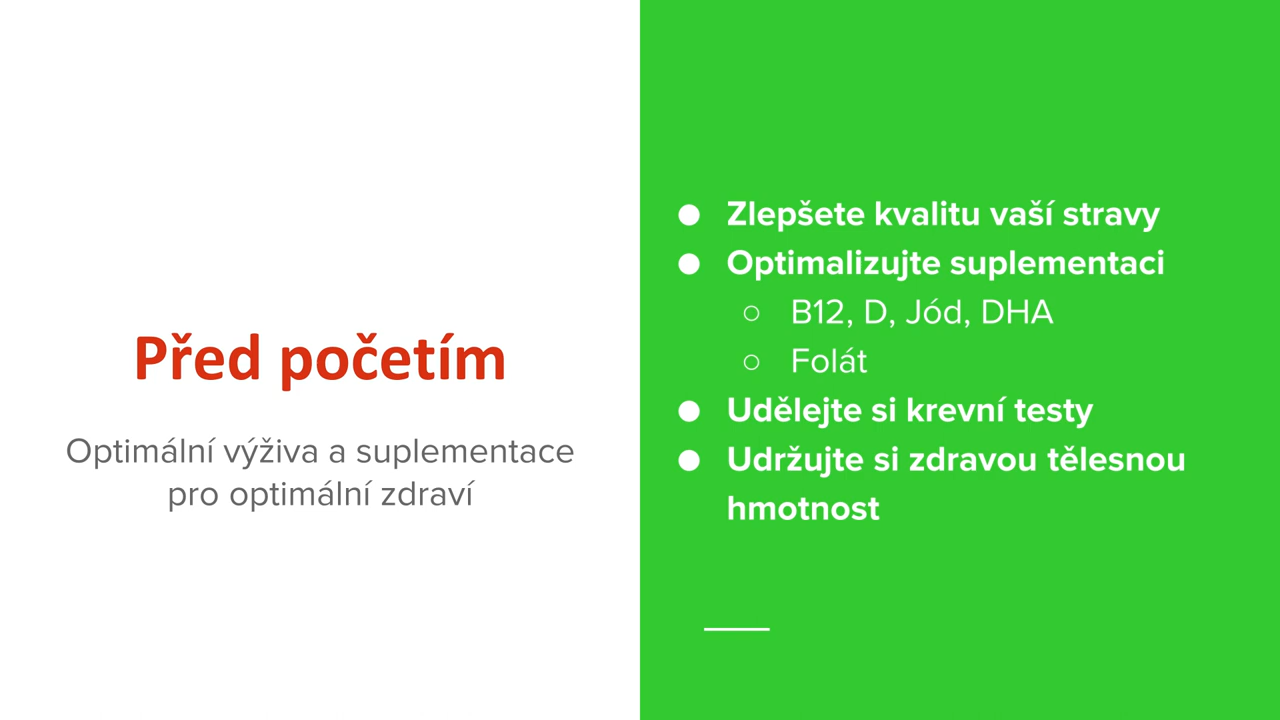 Před početím
Optimální výživa a suplementace
pro optimální zdraví
● Zlepšete kvalitu vaší stravy
● Optimalizujte suplementaci
○ B12, D, Jód, DHA
○ Folát
● Udělejte si krevní testy
● Udržujte si zdravou tělesnou
hmotnost